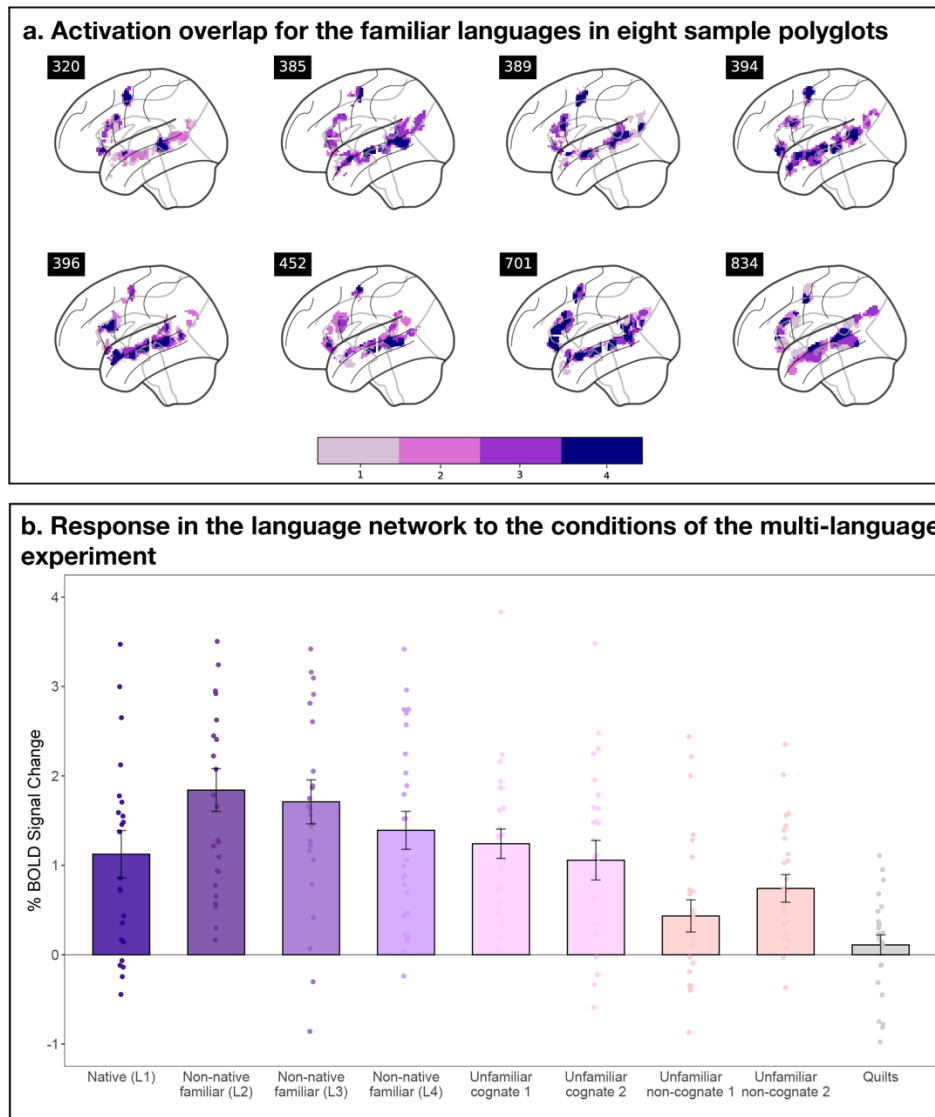 a. Activation overlap for the familiar languages in eight sample polyglots
320 385 389 394
396 452 701 834
1 2 3 4
b. Response in the language network to the conditions of the multi-language
experiment
% BOLD Signal Change
4
3
2
1
0
-1
Native (L1) Non-native familiar (L2) Non-native familiar (L3) Non-native familiar (L4) Unfamiliar cognate 1 Unfamiliar cognate 2 Unfamiliar non-cognate 1 Unfamiliar non-cognate 2 Quilts